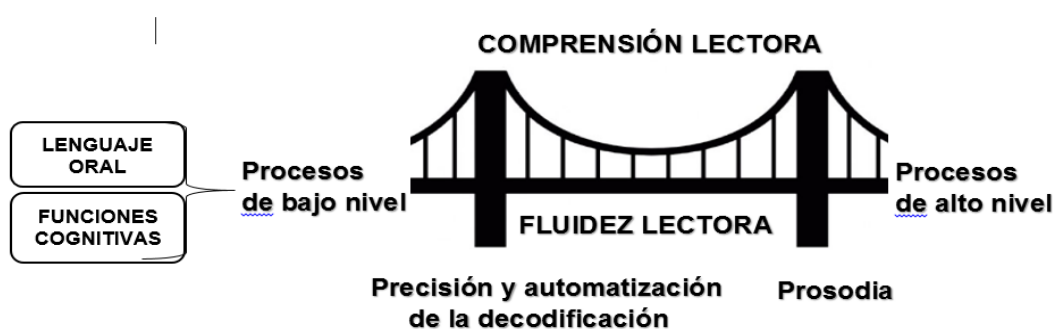 COMPRENSIÓN LECTORA
LENGUAJE
ORAL
FUNCIONES
COGNITIVAS
Procesos
de bajo nivel
Procesos
de alto nivel
FLUIDEZ LECTORA
Precisión y automatización
de la decodificación
Prosodia